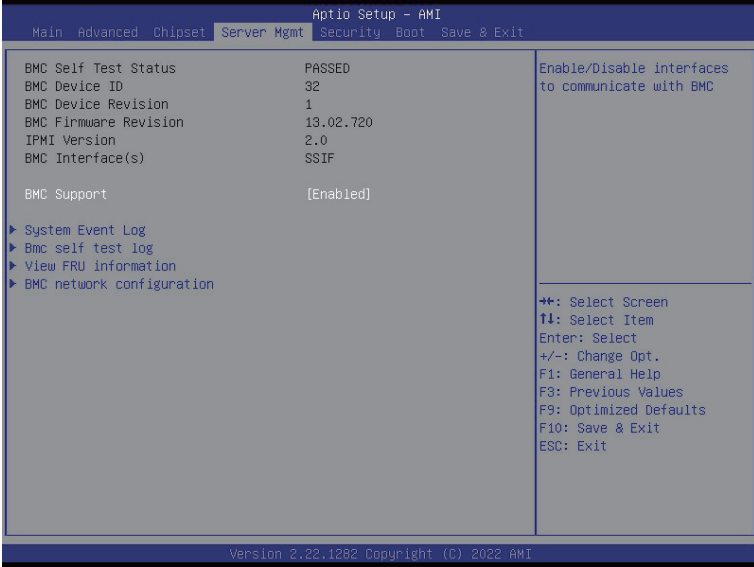 Aptio Setup – AMI
Main Advanced Chipset Server Mgmt Security Boot Save & Exit
BMC Self Test Status PASSED
BMC Device ID 32
BMC Device Revision 1
BMC Firmware Revision 13.02.720
IPMI Version 2.0
BMC Interface(s) SSIF
BMC Support [Enabled]
▶ System Event Log
▶ Bmc self test log
▶ View FRU information
▶ BMC network configuration
Enable/Disable interfaces
to communicate with BMC
→←: Select Screen
↑↓: Select Item
Enter: Select
+/-: Change Opt.
F1: General Help
F3: Previous Values
F9: Optimized Defaults
F10: Save & Exit
ESC: Exit
Version 2.22.1282 Copyright (C) 2022 AMI